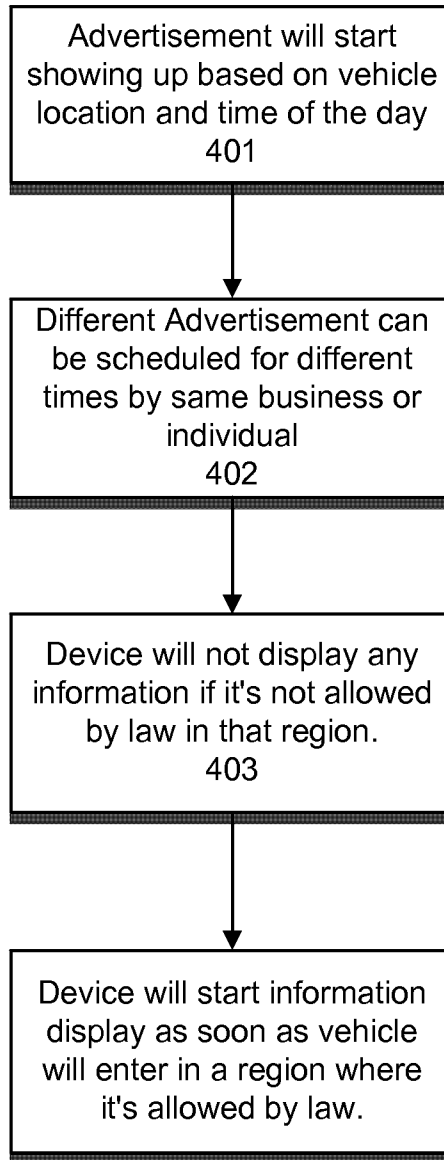 Advertisement will start
showing up based on vehicle
location and time of the day
401
Different Advertisement can
be scheduled for different
times by same business or
individual
402
Device will not display any
information if it's not allowed
by law in that region.
403
Device will start information
display as soon as vehicle
will enter in a region where
it's allowed by law.